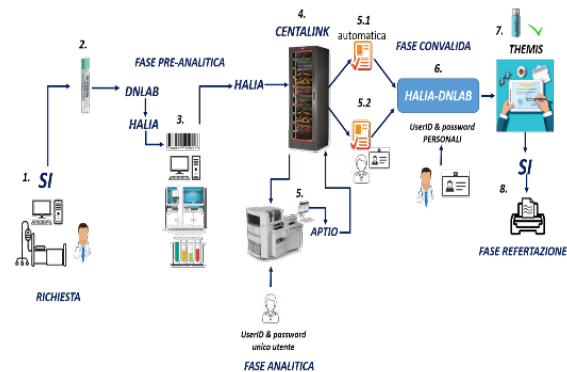 1.
SI
RICHIESTA
2.
FASE PRE-ANALITICA
DNLAB
HALIA
3.
HALIA
4.
CENTALINK
5.
APTIO
UserID & password
unico utente
FASE ANALITICA
5.1
automatica
5.2
FASE CONVALIDA
6.
HALIA-DNLAB
UserID & password
PERSONALI
7.
THEMIS
SI
8.
FASE REFERTAZIONE